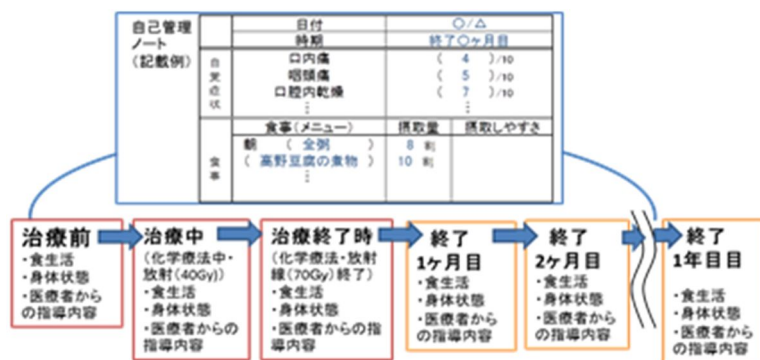 自己管理
ノート
(記載例)
日付 〇/△
時期 終了〇ヶ月目
自覚症状
口内痛 ( 4 )/10
咽頭痛 ( 5 )/10
口腔内乾燥 ( 7 )/10
⋮ ⋮
食事
食事(メニュー) 摂取量 摂取しやすさ
朝 ( 全粥 ) 8 割
( 高野豆腐の煮物 ) 10 割
⋮
治療前
・食生活
・身体状態
・医療者から
の指導内容
治療中
(化学療法中・
放射(40Gy))
・食生活
・身体状態
・医療者からの
指導内容
治療終了時
(化学療法・放射
線(70Gy)終了)
・食生活
・身体状態
・医療者からの指
導内容
終了
1ヶ月目
・食生活
・身体状態
・医療者からの
指導内容
終了
2ヶ月目
・食生活
・身体状態
・医療者からの
指導内容
終了
1年目目
・食生活
・身体状態
・医療者からの
指導内容